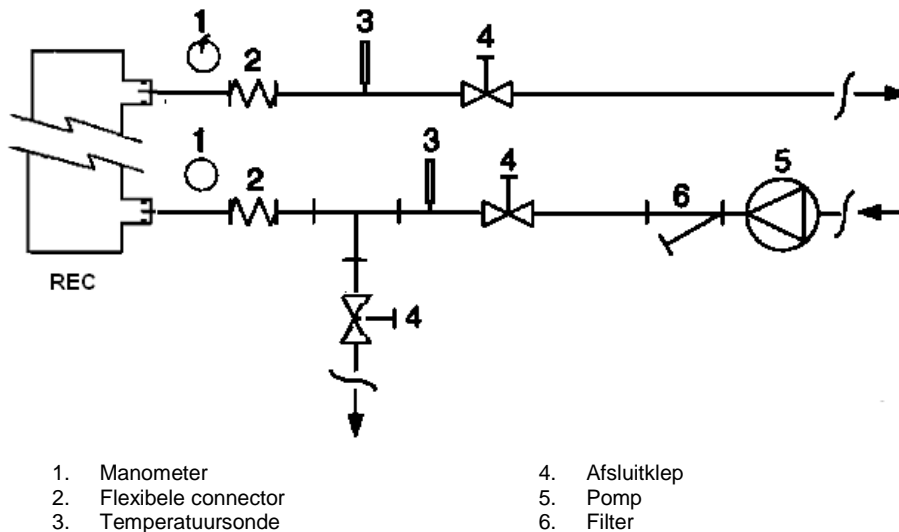 1
2
3
4
1
2
3
4
6
5
REC
4
1. Manometer
2. Flexibele connector
3. Temperatuursonde
4. Afsluitklep
5. Pomp
6. Filter